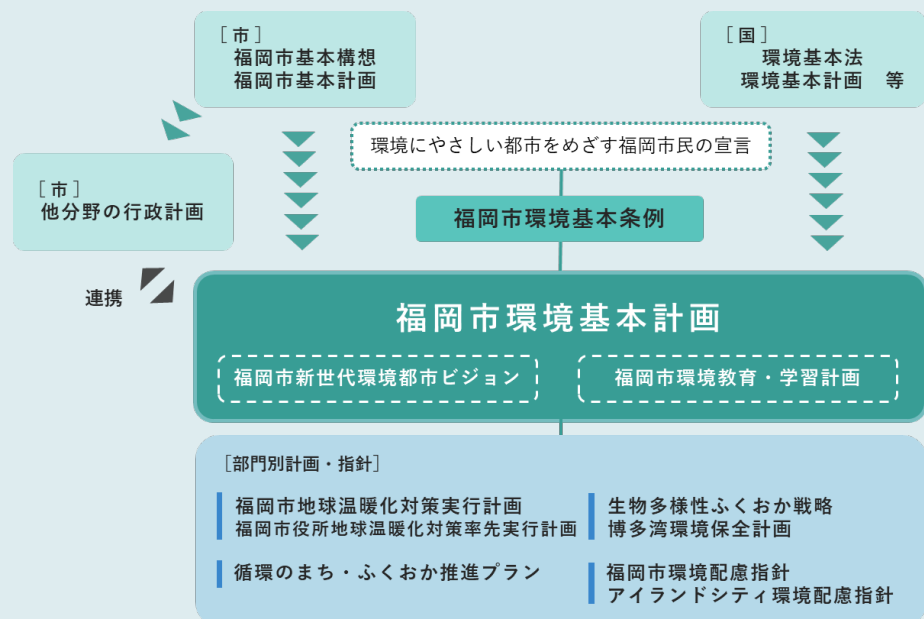 ［市］
福岡市基本構想
福岡市基本計画
［国］
環境基本法
環境基本計画　等
環境にやさしい都市をめざす福岡市民の宣言
［市］
他分野の行政計画
福岡市環境基本条例
連携
福岡市環境基本計画
福岡市新世代環境都市ビジョン
福岡市環境教育・学習計画
［部門別計画・指針］
福岡市地球温暖化対策実行計画
福岡市役所地球温暖化対策率先実行計画
循環のまち・ふくおか推進プラン
生物多様性ふくおか戦略
博多湾環境保全計画
福岡市環境配慮指針
アイランドシティ環境配慮指針